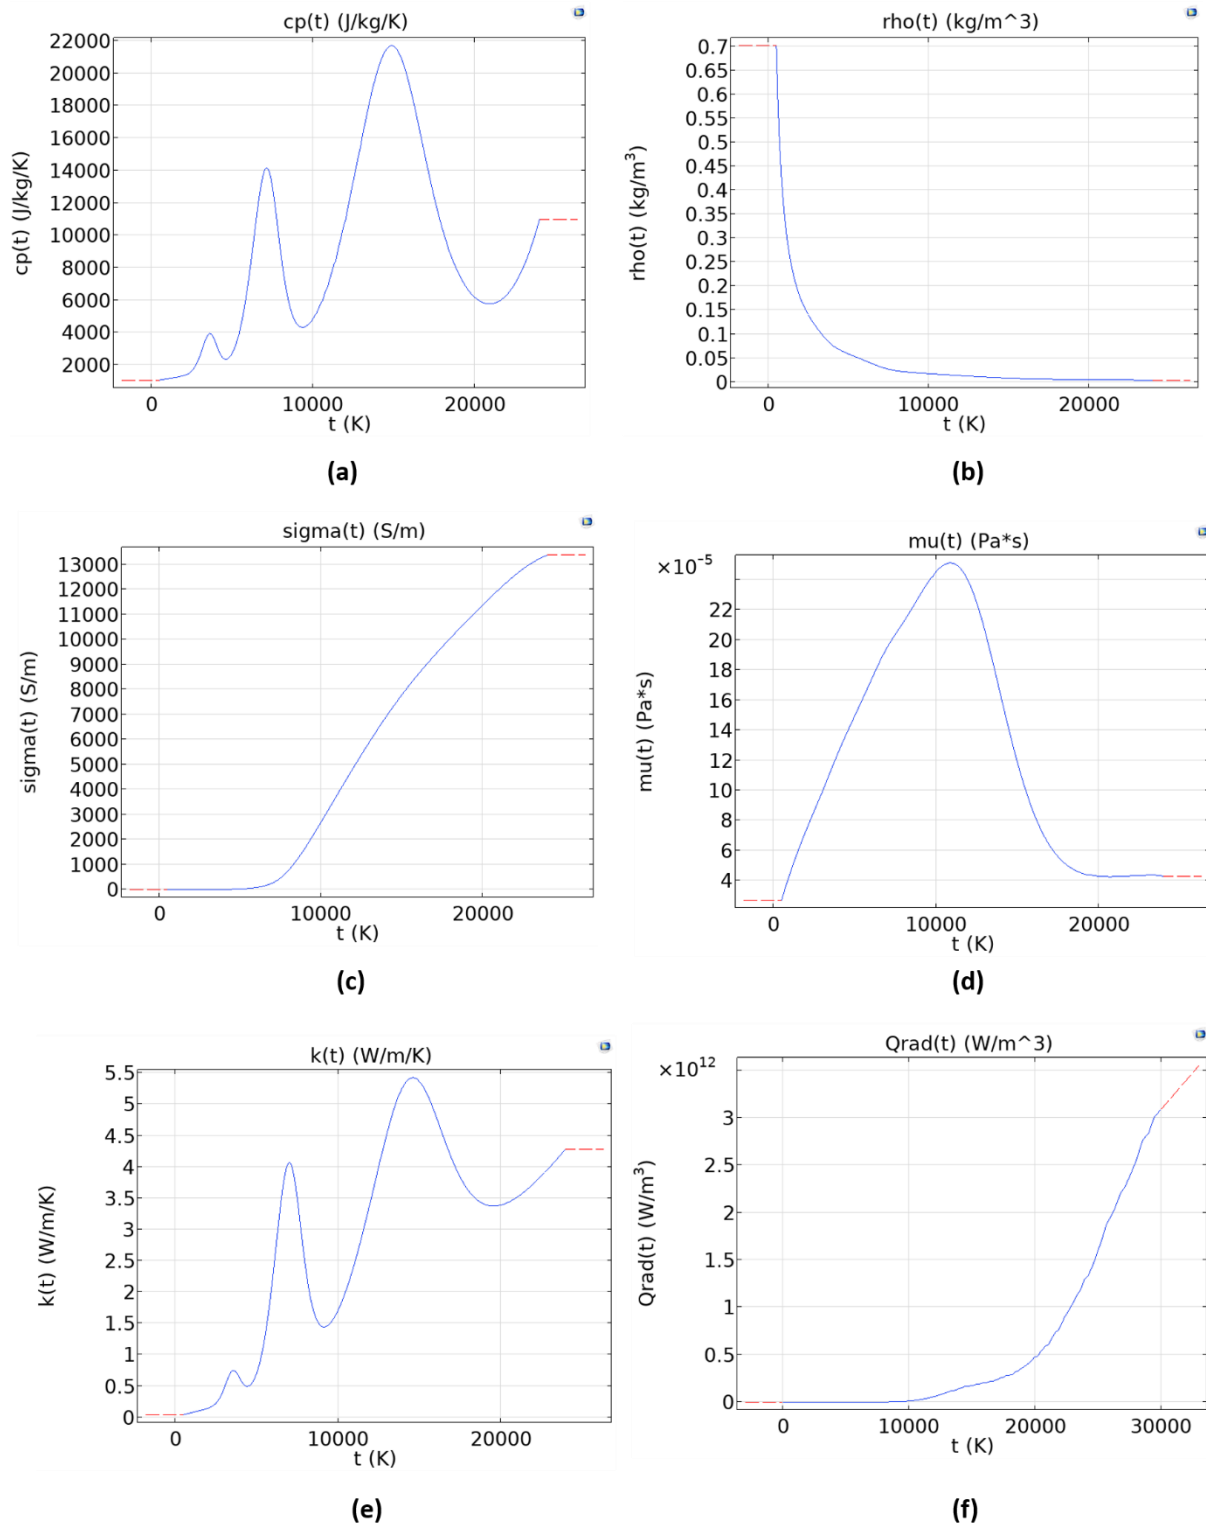 cp(t) (J/kg/K)
22000
20000
18000
16000
14000
12000
10000
8000
6000
4000
2000
cp(t) (J/kg/K)
0 10000 20000
t (K)
(a)
rho(t) (kg/m^3)
0.7
0.65
0.6
0.55
0.5
0.45
0.4
0.35
0.3
0.25
0.2
0.15
0.1
0.05
0
rho(t) (kg/m³)
0 10000 20000
t (K)
(b)
sigma(t) (S/m)
13000
12000
11000
10000
9000
8000
7000
6000
5000
4000
3000
2000
1000
0
sigma(t) (S/m)
0 10000 20000
t (K)
(c)
mu(t) (Pa*s)
×10⁻⁵
22
20
18
16
14
12
10
8
6
4
mu(t) (Pa*s)
0 10000 20000
t (K)
(d)
k(t) (W/m/K)
5.5
5
4.5
4
3.5
3
2.5
2
1.5
1
0.5
0
k(t) (W/m/K)
0 10000 20000
t (K)
(e)
Qrad(t) (W/m^3)
×10¹²
3
2.5
2
1.5
1
0.5
0
Qrad(t) (W/m³)
0 10000 20000 30000
t (K)
(f)